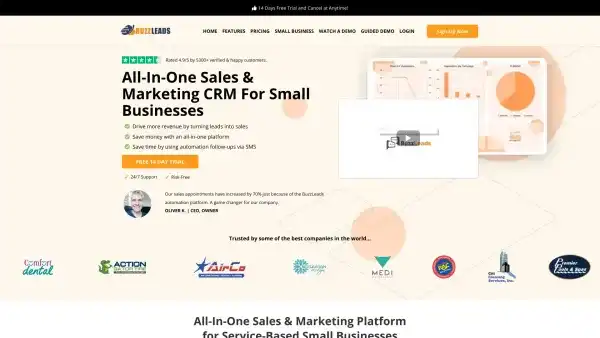 14 Days Free Trial and Cancel at Anytime!
BUZZLEADS
HOME FEATURES PRICING SMALL BUSINESS WATCH A DEMO GUIDED DEMO LOGIN
Rated 4.9/5 by 5300+ verified & happy customers.
All-In-One Sales &
Marketing CRM For Small
Businesses
Drive more revenue by turning leads into sales
Save money with an all-in-one platform
Save time by using automation follow-ups via SMS
FREE 14 DAY TRIAL
24/7 Support Risk-Free
Our sales appointments have increased by 70% just because of the BuzzLeads
automation platform. A game changer for our company.
OLIVER K. | CEO, OWNER
Trusted by some of the best companies in the world...
Comfort
dental
ACTION
GATOR TIRE
AirCo
MEDI
Premier
Pools & Spas
All-In-One Sales & Marketing Platform
for Service-Based Small Businesses